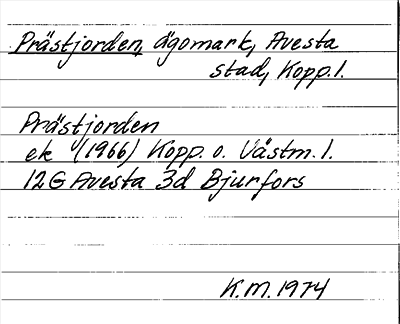 Prästjorden, ägomark, Avesta
stad, Kopp.l.
Prästjorden
ek (1966) Kopp. o. Västm. l.
12G Avesta 3d Bjurfors
K.M. 1974